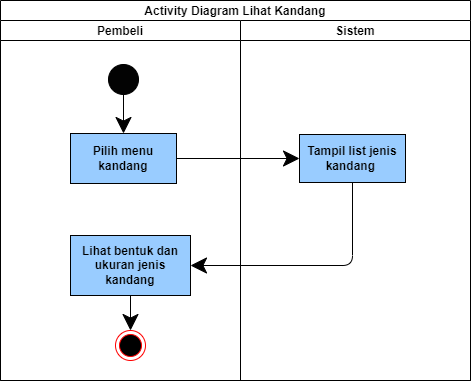 Activity Diagram Lihat Kandang
Pembeli
Sistem
Pilih menu
kandang
Tampil list jenis
kandang
Lihat bentuk dan
ukuran jenis
kandang